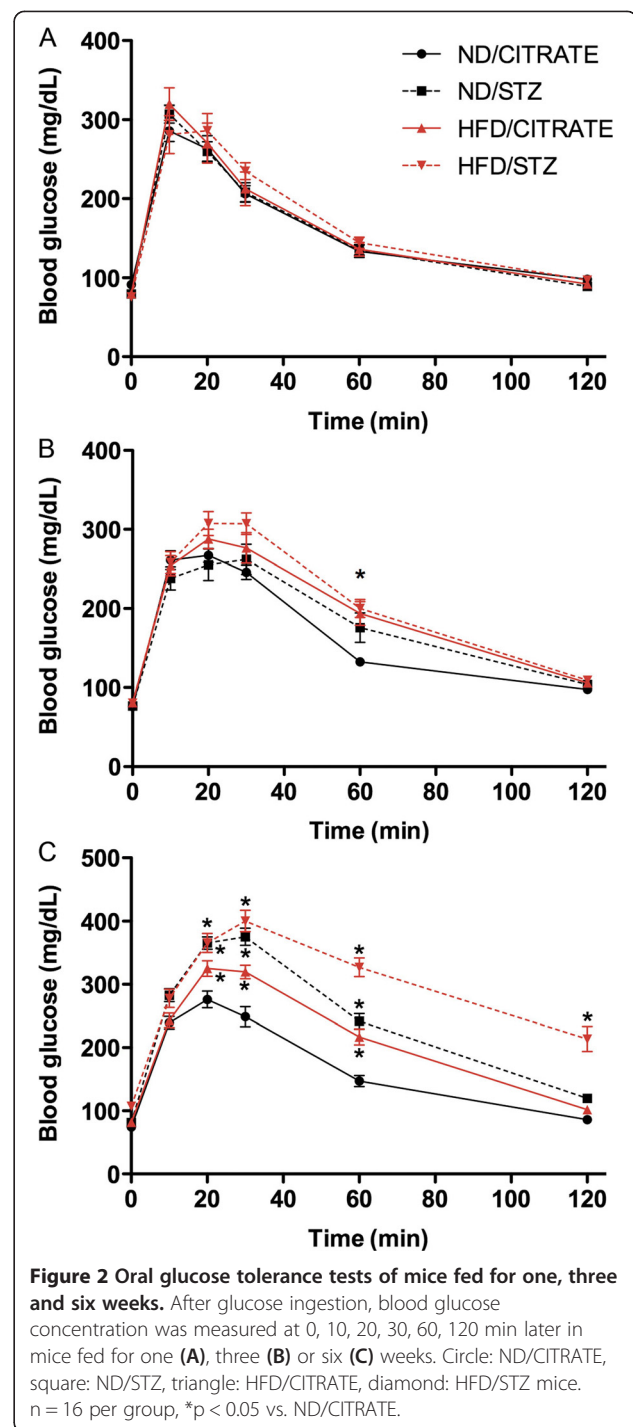 A
400
300
200
100
0
Blood glucose (mg/dL)
ND/CITRATE
ND/STZ
HFD/CITRATE
HFD/STZ
0 20 40 60 80 100 120
Time (min)
B
400
300
200
100
0
Blood glucose (mg/dL)
*
0 20 40 60 80 100 120
Time (min)
C
500
400
300
200
100
0
Blood glucose (mg/dL)
* * * * * * * * * *
0 20 40 60 80 100 120
Time (min)
Figure 2 Oral glucose tolerance tests of mice fed for one, three
and six weeks. After glucose ingestion, blood glucose
concentration was measured at 0, 10, 20, 30, 60, 120 min later in
mice fed for one (A), three (B) or six (C) weeks. Circle: ND/CITRATE,
square: ND/STZ, triangle: HFD/CITRATE, diamond: HFD/STZ mice.
n = 16 per group, *p < 0.05 vs. ND/CITRATE.